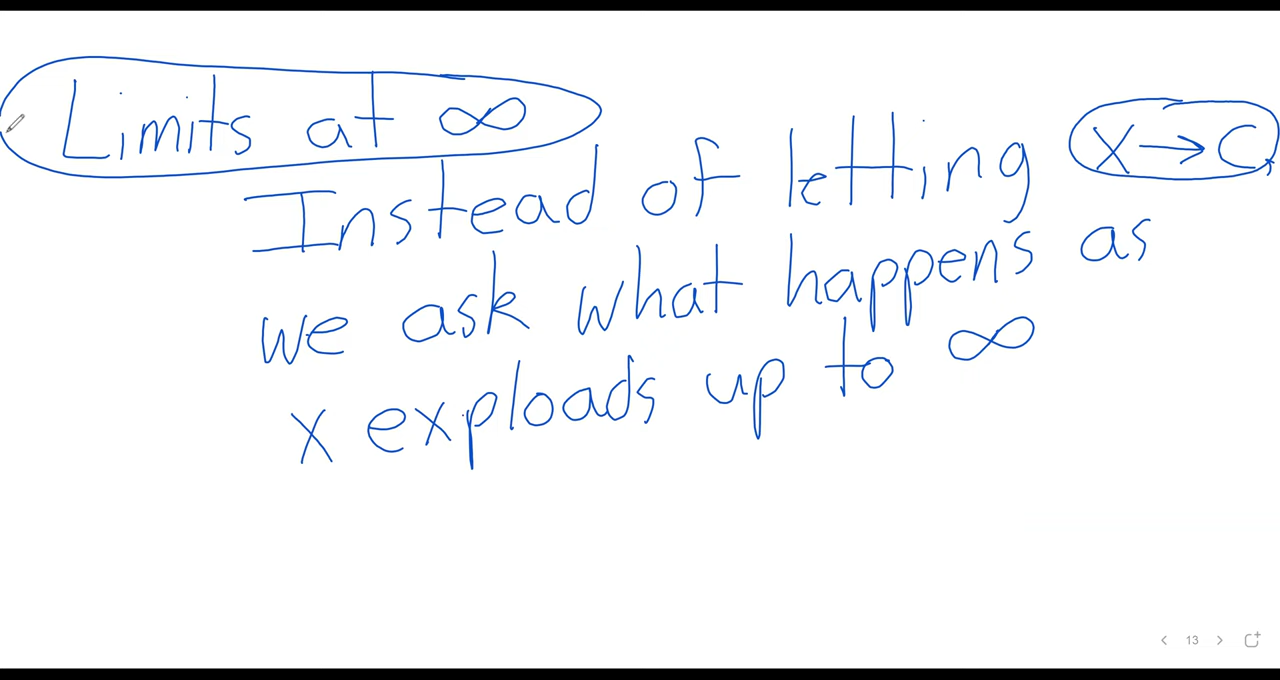 Limits at ∞
Instead of letting x → c,
we ask what happens as
x exploads up to ∞
13